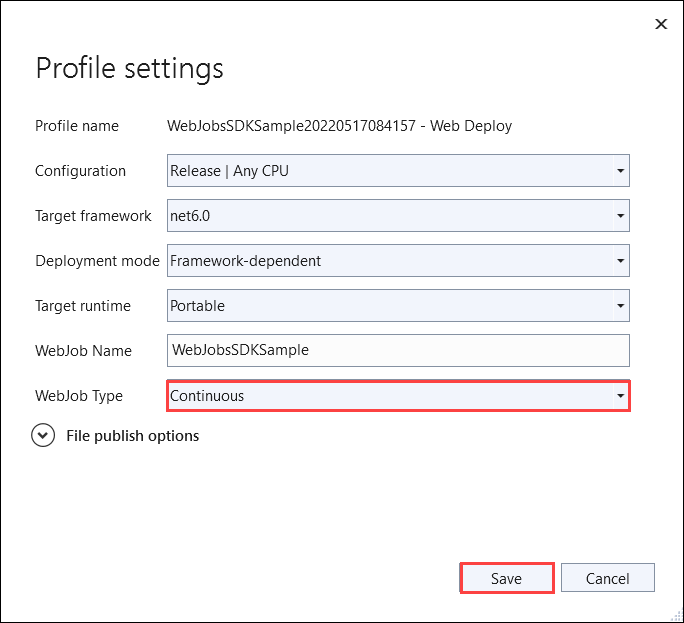 Profile settings
Profile name WebJobsSDKSample20220517084157 - Web Deploy
Configuration Release | Any CPU
Target framework net6.0
Deployment mode Framework-dependent
Target runtime Portable
WebJob Name WebJobsSDKSample
WebJob Type Continuous
File publish options
Save Cancel